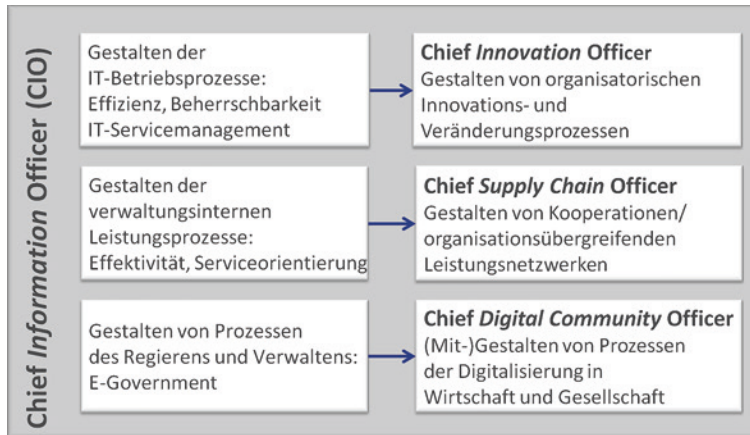 Chief Information Officer (CIO)
Gestalten der
IT-Betriebsprozesse:
Effizienz, Beherrschbarkeit
IT-Servicemanagement
Chief Innovation Officer
Gestalten von organisatorischen
Innovations- und
Veränderungsprozessen
Gestalten der
verwaltungsinternen
Leistungsprozesse:
Effektivität, Serviceorientierung
Chief Supply Chain Officer
Gestalten von Kooperationen/
organisationsübergreifenden
Leistungsnetzwerken
Gestalten von Prozessen
des Regierens und Verwaltens:
E-Government
Chief Digital Community Officer
(Mit-)Gestalten von Prozessen
der Digitalisierung in
Wirtschaft und Gesellschaft